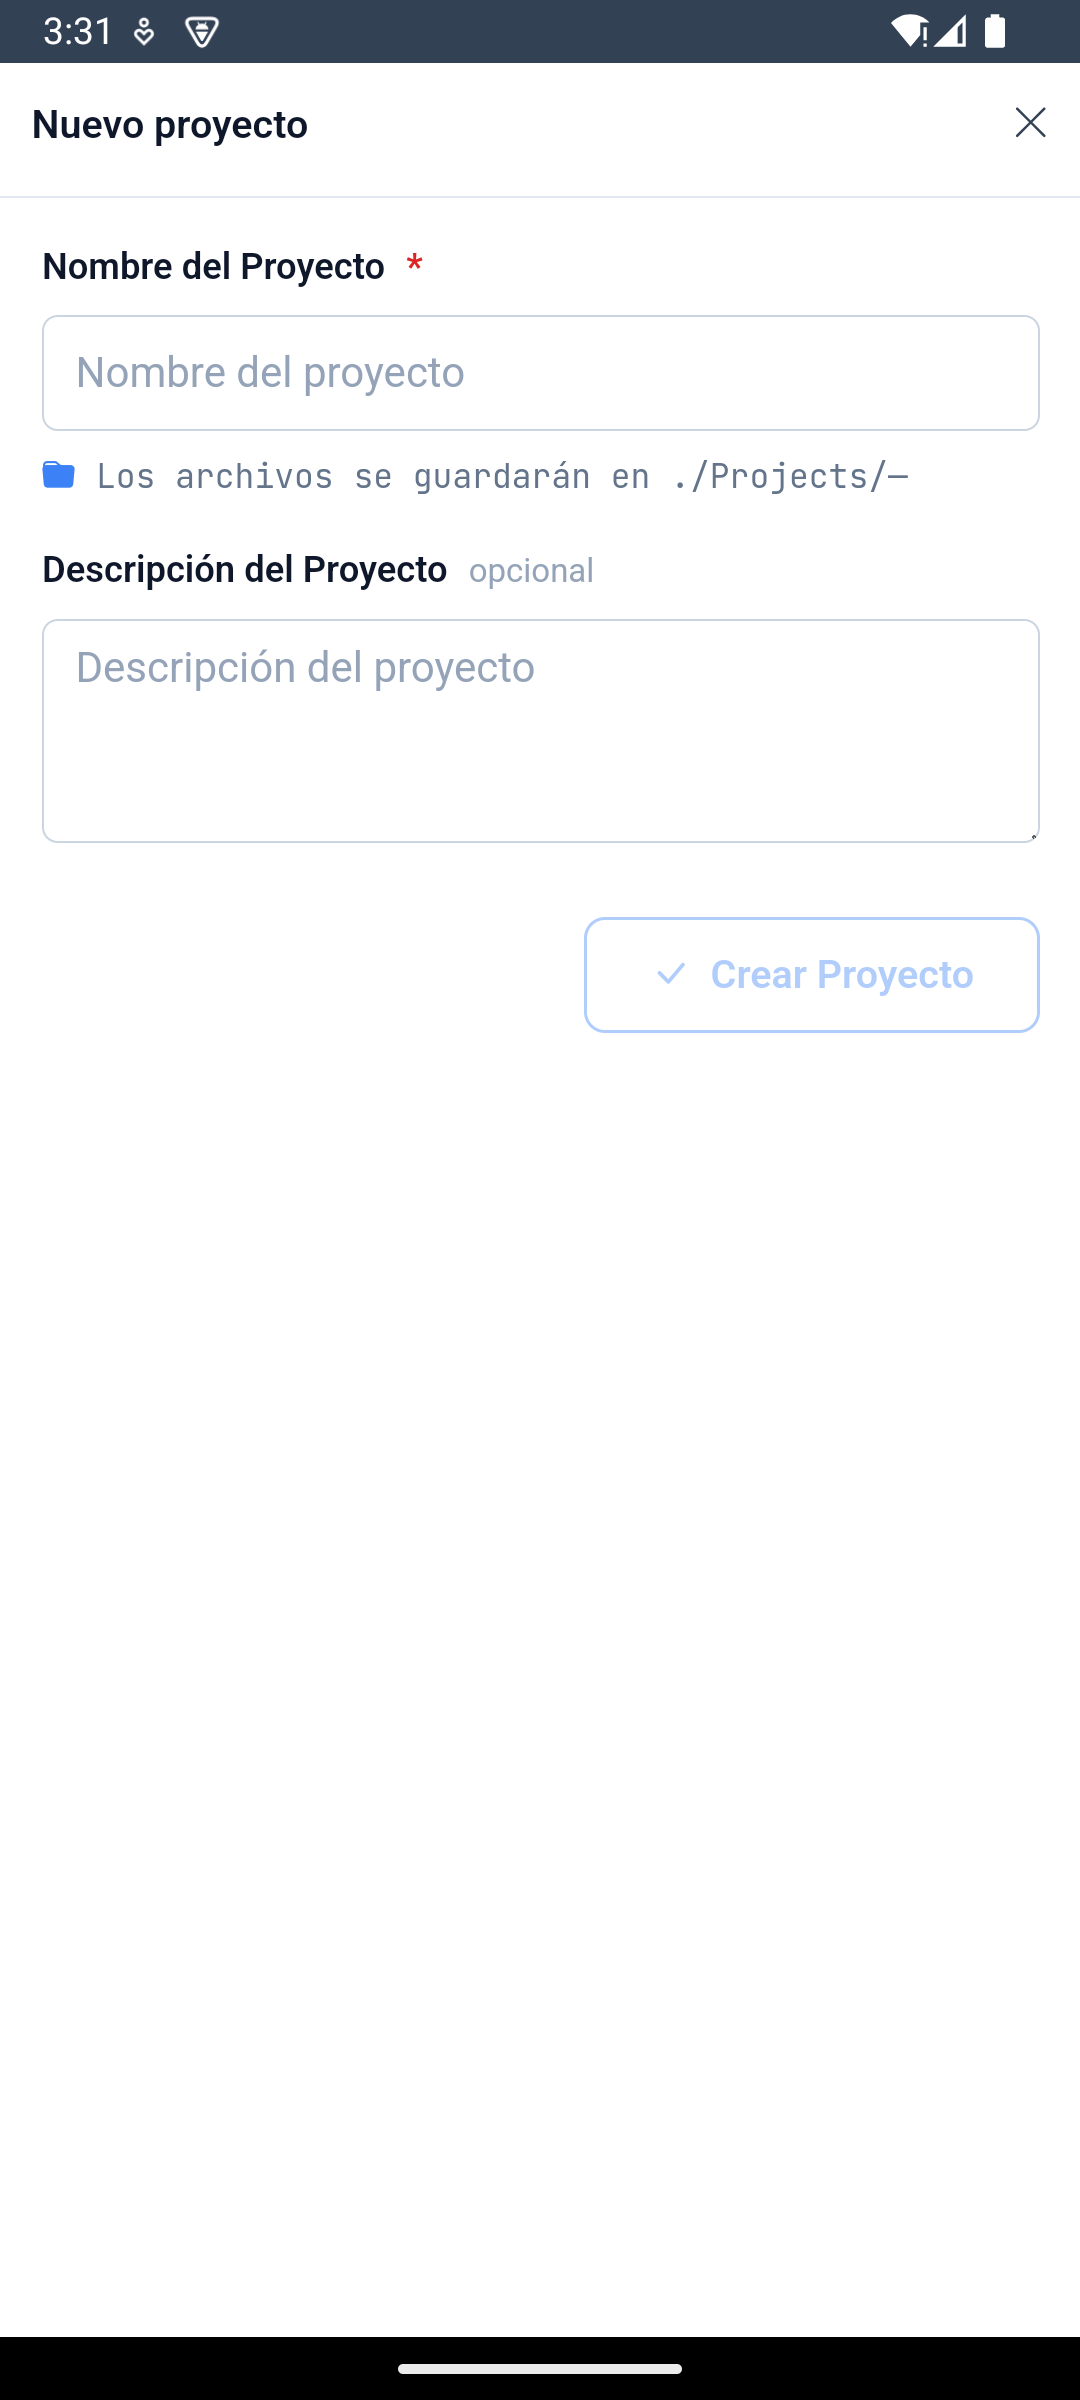 3:31
Nuevo proyecto
Nombre del Proyecto *
Nombre del proyecto
Los archivos se guardarán en ./Projects/—
Descripción del Proyecto opcional
Descripción del proyecto
Crear Proyecto